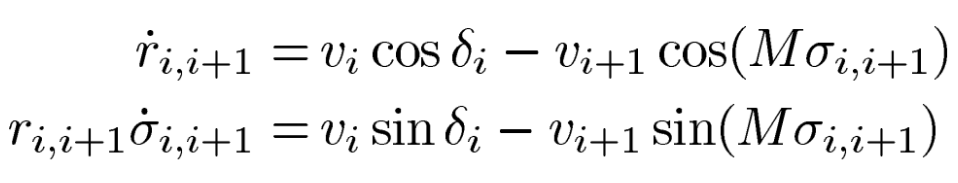 ṙ_{i,i+1} = v_i cos δ_i − v_{i+1} cos(Mσ_{i,i+1})
r_{i,i+1}σ̇_{i,i+1} = v_i sin δ_i − v_{i+1} sin(Mσ_{i,i+1})